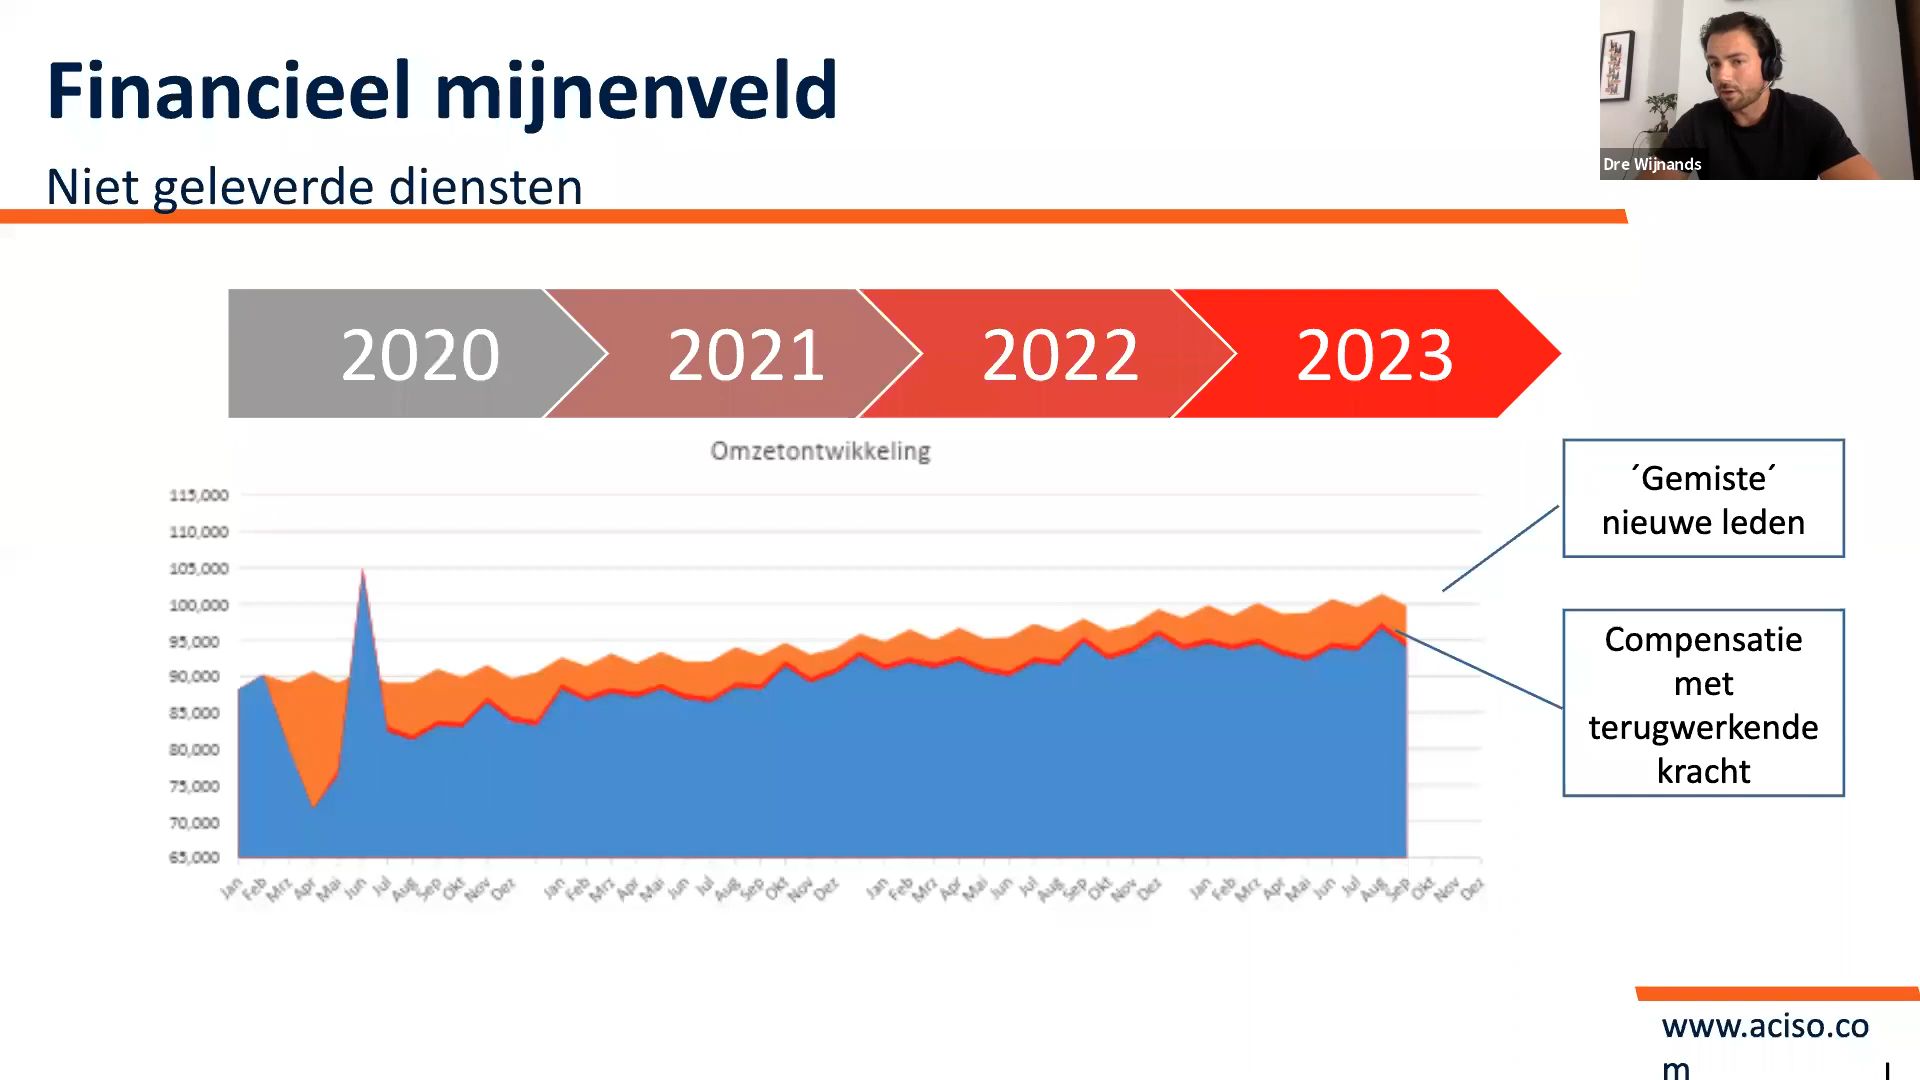 Financieel mijnenveld
Dre Wijnands
Niet geleverde diensten
2020 2021 2022 2023
Omzetontwikkeling
115,000
110,000
105,000
100,000
95,000
90,000
85,000
80,000
75,000
70,000
65,000
Jan Feb Mrz Apr Mai Jun Jul Aug Sep Okt Nov Dez Jan Feb Mrz Apr Mai Jun Jul Aug Sep Okt Nov Dez Jan Feb Mrz Apr Mai Jun Jul Aug Sep Okt Nov Dez Jan Feb Mrz Apr Mai Jun Jul Aug Sep Okt Nov Dez
´Gemiste´
nieuwe leden
Compensatie
met
terugwerkende
kracht
www.aciso.co
m